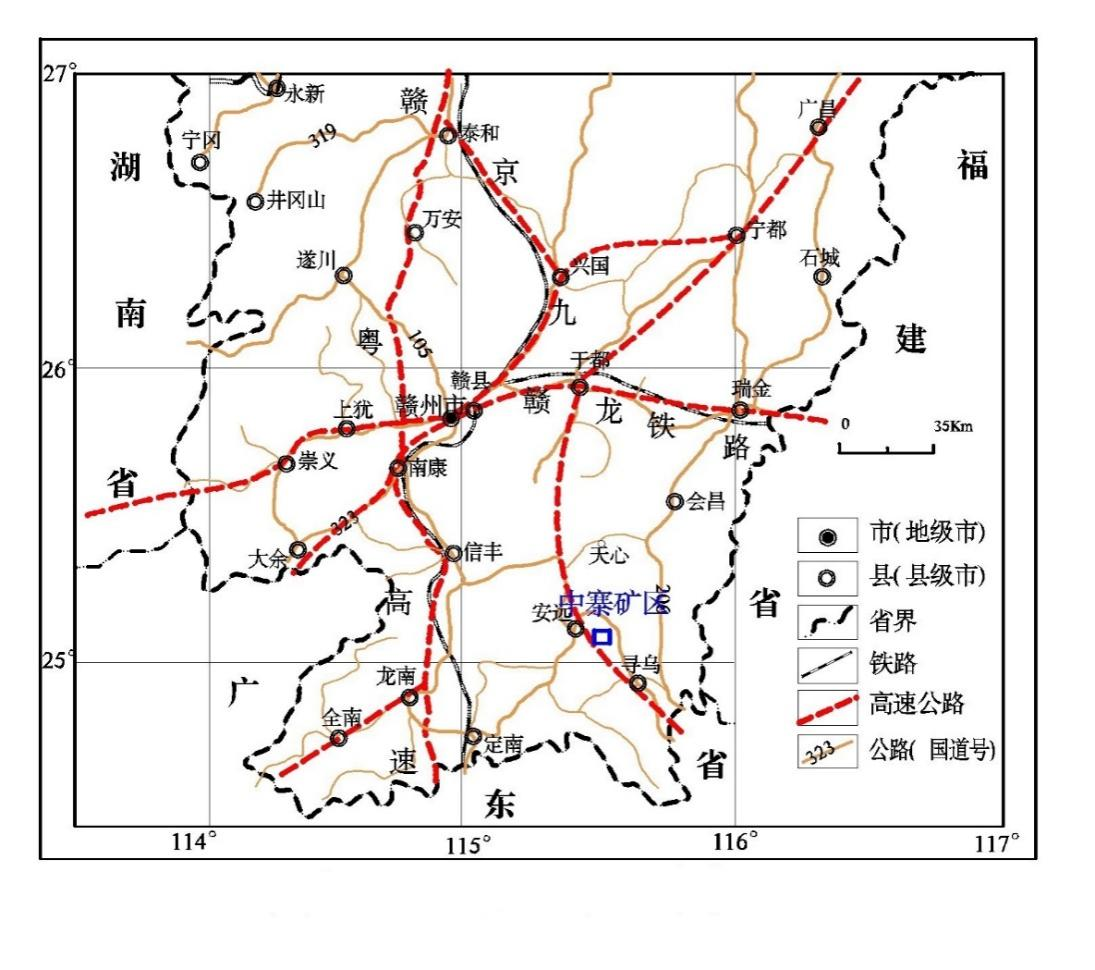 27°
永新
赣
泰和
广昌
宁冈
319
湖
福
京
井冈山
万安
宁都
遂川
兴国
石城
南
九
建
粤
105
26°
于都
赣县
瑞金
上犹
赣州市
赣
龙
铁
路
0
35Km
崇义
南康
省
会昌
323
大余
信丰
天心
市(地级市)
县(县级市)
省界
铁路
高速公路
323
公路( 国道号)
高
中寨矿区
安远
省
25°
寻乌
龙南
广
全南
定南
速
省
东
114°
115°
116°
117°